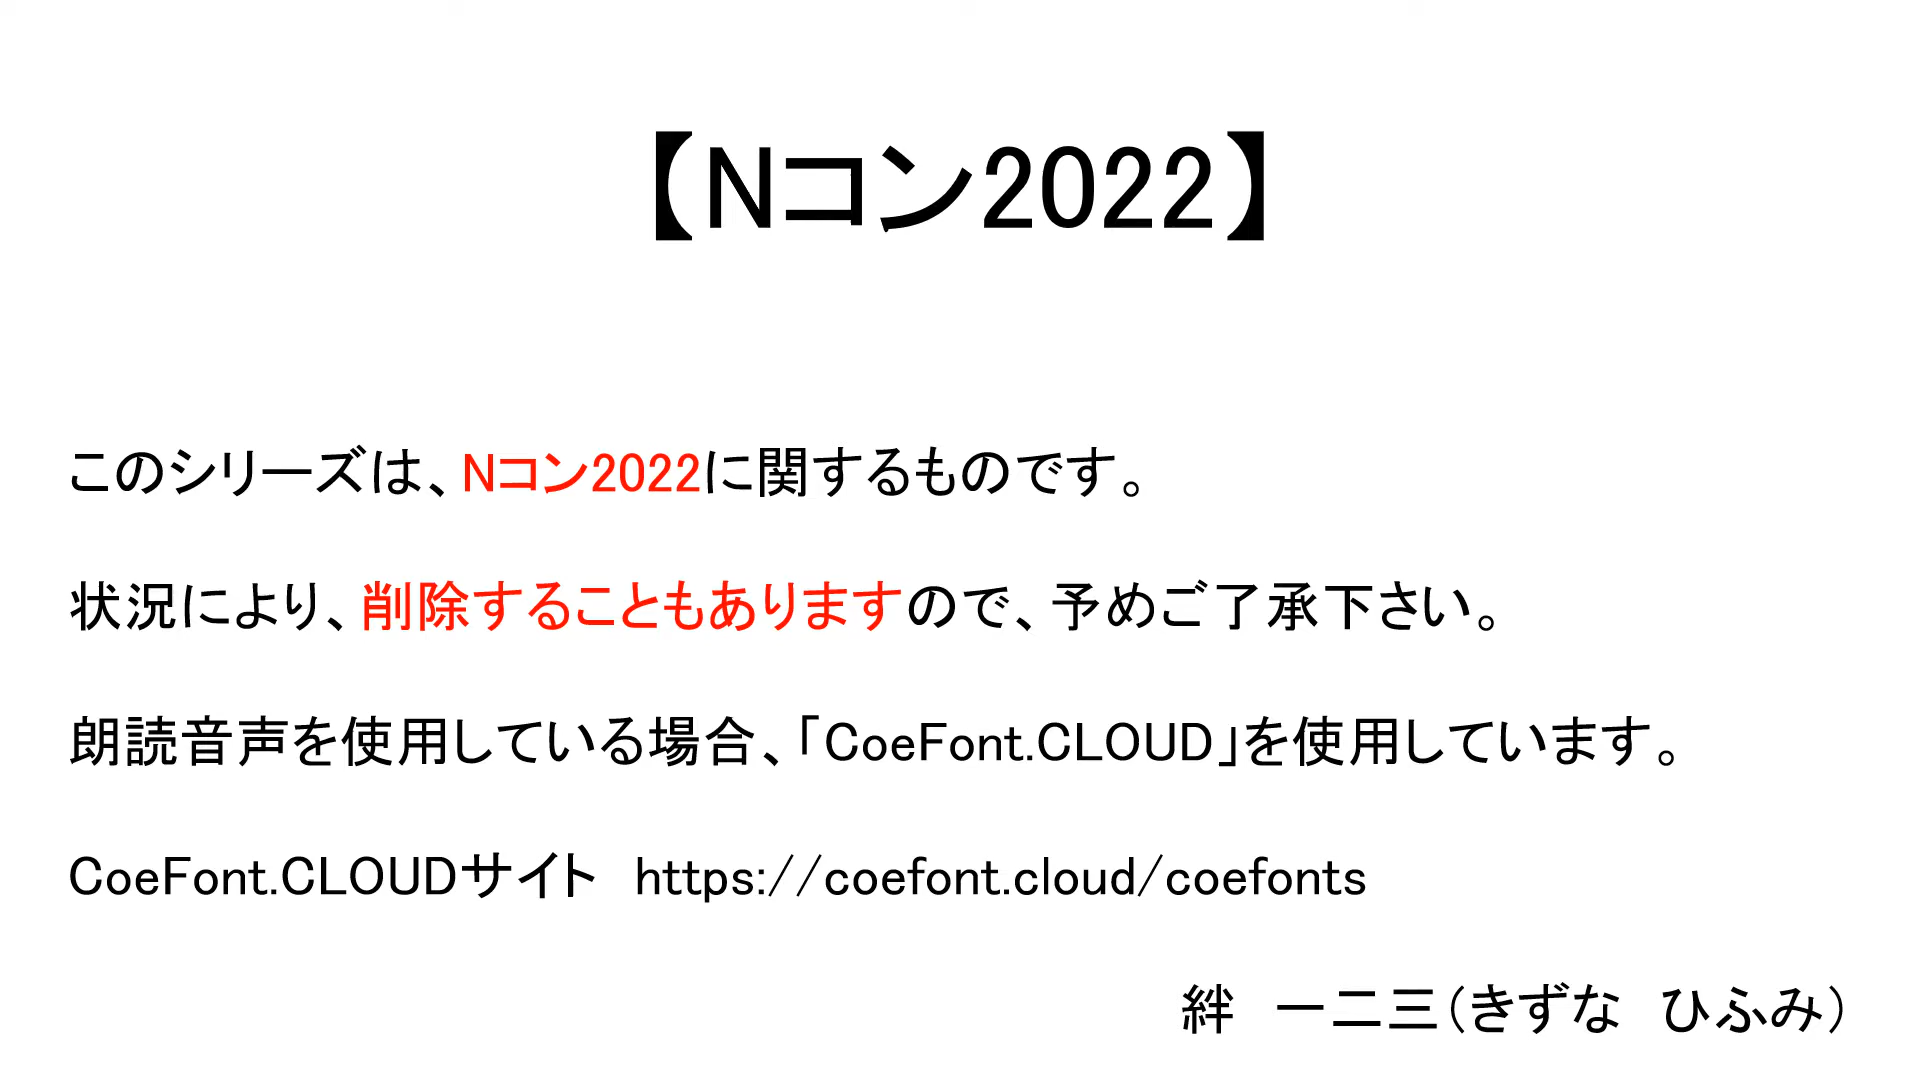 【Nコン2022】
このシリーズは、Nコン2022に関するものです。
状況により、削除することもありますので、予めご了承下さい。
朗読音声を使用している場合、「CoeFont.CLOUD」を使用しています。
CoeFont.CLOUDサイト　https://coefont.cloud/coefonts
絆　一二三（きずな　ひふみ）